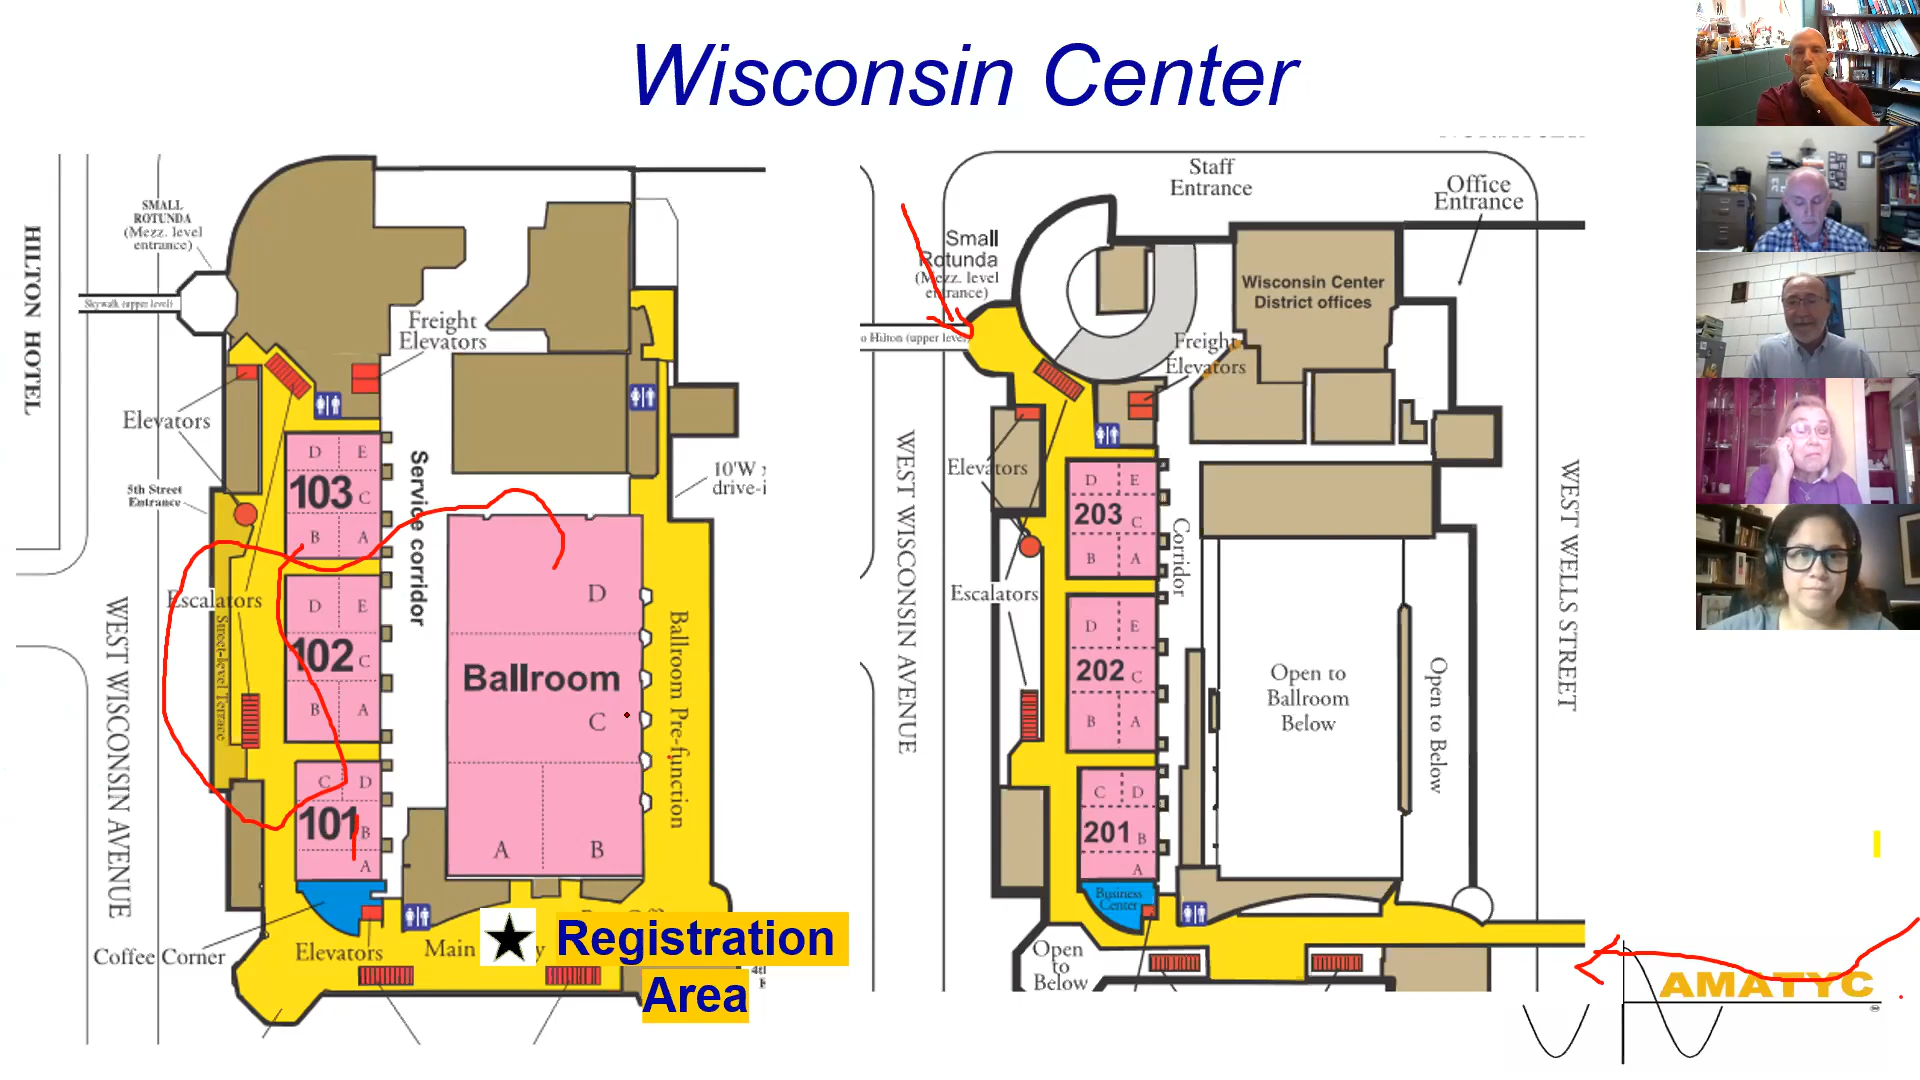 Wisconsin Center
SMALL
ROTUNDA
(Mezz. level
entrance)
HILTON HOTEL
Skywalk (upper level)
Freight
Elevators
Elevators
5th Street
Entrance
Escalators
Street-level Terrace
WEST WISCONSIN AVENUE
Service corridor
D E
103 C
B A
D E
102 C
B A
C D
101 B
A
D
Ballroom
C
A B
Ballroom Pre-function
10'W
drive-i
Coffee Corner
Elevators
Main
★ Registration
Area
Staff
Entrance
Office
Entrance
Small
Rotunda
(Mezz. level
entrance)
o Hilton (upper level)
Wisconsin Center
District offices
Freight
Elevators
Elevators
Escalators
WEST WISCONSIN AVENUE
Corridor
D E
203 C
B A
D E
202 C
B A
C D
201 B
A
Business
Center
Open to
Ballroom
Below
Open to Below
WEST WELLS STREET
Open
to
Below
AMATYC